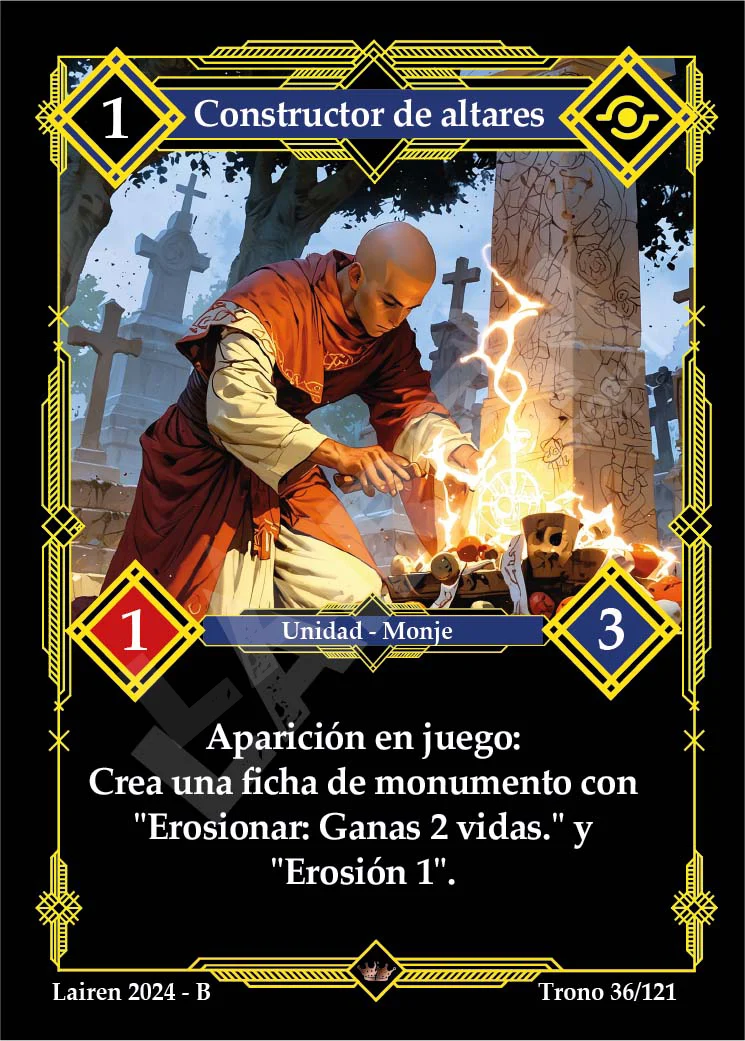 1
Constructor de altares
1
Unidad - Monje
3
Aparición en juego:
Crea una ficha de monumento con
"Erosionar: Ganas 2 vidas." y
"Erosión 1".
Lairen 2024 - B
Trono 36/121